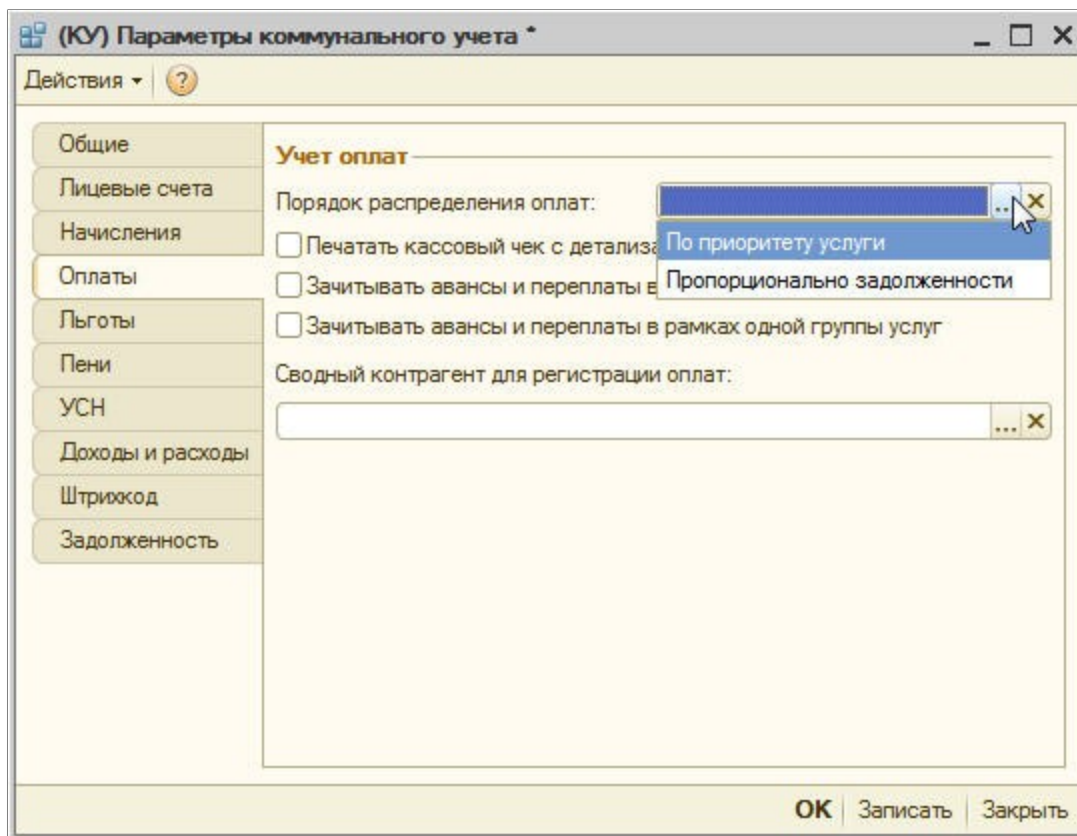 (КУ) Параметры коммунального учета *
Действия
?
Общие
Лицевые счета
Начисления
Оплаты
Льготы
Пени
УСН
Доходы и расходы
Штрихкод
Задолженность
Учет оплат
Порядок распределения оплат:
По приоритету услуги
Пропорционально задолженности
Печатать кассовый чек с
Зачитывать авансы и переплаты
Зачитывать авансы и переплаты в рамках одной группы услуг
Сводный контрагент для регистрации оплат:
...
OK Записать Закрыть